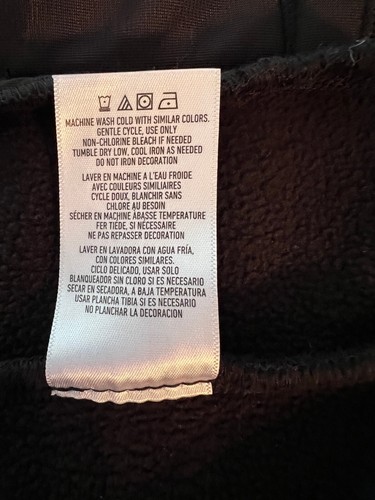 MACHINE WASH COLD WITH SIMILAR COLORS.
GENTLE CYCLE, USE ONLY
NON-CHLORINE BLEACH IF NEEDED
TUMBLE DRY LOW, COOL IRON AS NEEDED
DO NOT IRON DECORATION
LAVER EN MACHINE A L'EAU FROIDE
AVEC COULEURS SIMILIAIRES
CYCLE DOUX, BLANCHIR SANS
CHLORE AU BESOIN
SÉCHER EN MACHINE ÀBASSE TEMPERATURE
FER TIÈDE, SI NÉCESSAIRE
NE PAS REPASSER DECORATION
LAVER EN LAVADORA CON AGUA FRÍA,
CON COLORES SIMILARES.
CICLO DELICADO, USAR SOLO
BLANQUEADOR SIN CLORO SI ES NECESARIO
SECAR EN SECADORA, A BAJA TEMPERATURA
USAR PLANCHA TIBIA SI ES NECESARIO
NO PLANCHAR LA DECORACION